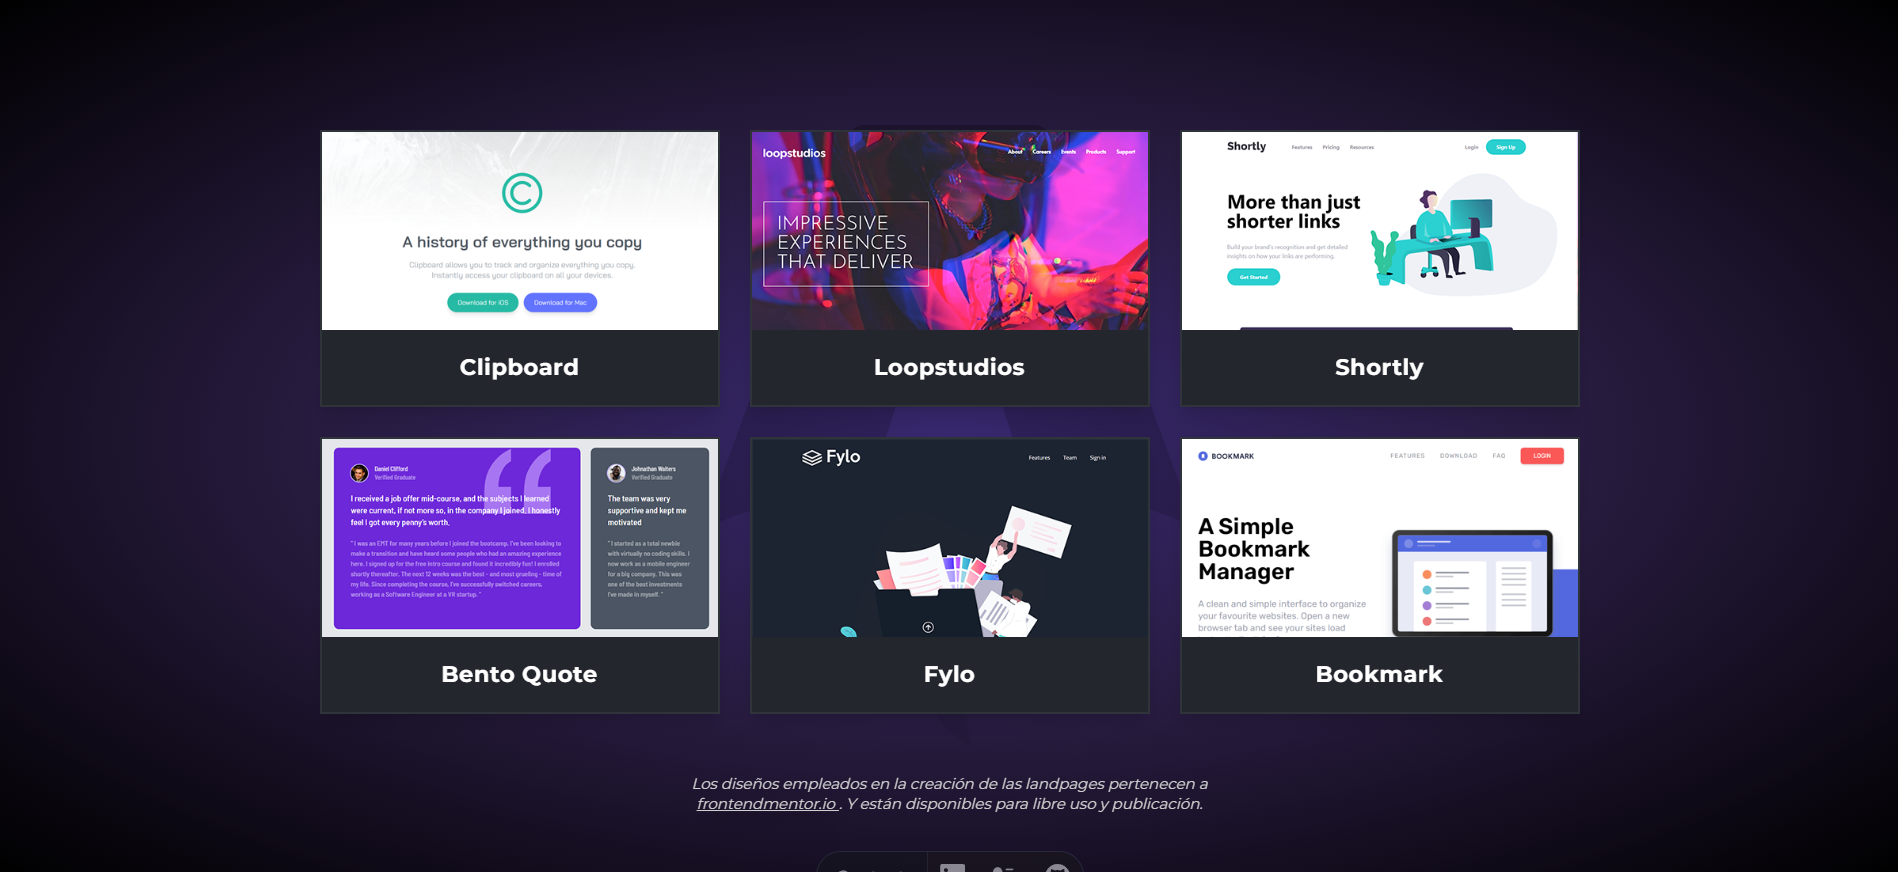 A history of everything you copy
Clipboard allows you to track and organize everything you copy.
Instantly access your clipboard on all your devices.
Download for iOS
Download for Mac
Clipboard
loopstudios
About
Careers
Events
Products
Support
IMPRESSIVE
EXPERIENCES
THAT DELIVER
Loopstudios
Shortly
Features
Pricing
Resources
Login
Sign Up
More than just
shorter links
Build your brand's recognition and get detailed
insights on how your links are performing.
Get Started
Shortly
Daniel Clifford
Verified Graduate
I received a job offer mid-course, and the subjects I learned
were current, if not more so, in the company I joined. I honestly
feel I got every penny's worth.
" I was an EMT for many years before I joined the bootcamp. I've been looking to
make a transition and have heard some people who had an amazing experience
here. I signed up for the free intro course and found it incredibly fun! I enrolled
shortly thereafter. The next 12 weeks was the best - and most grueling - time of
my life. Since completing the course, I've successfully switched careers,
working as a Software Engineer at a VR startup. "
Johnathan Walters
Verified Graduate
The team was very
supportive and kept me
motivated
" I started as a total newbie
with virtually no coding skills. I
now work as a mobile engineer
for a big company. This was
one of the best investments
I've made in myself. "
Bento Quote
Fylo
Features
Team
Sign in
Fylo
BOOKMARK
FEATURES
DOWNLOAD
FAQ
LOGIN
A Simple
Bookmark
Manager
A clean and simple interface to organize
your favourite websites. Open a new
browser tab and see your sites load
Bookmark
Los diseños empleados en la creación de las landpages pertenecen a
frontendmentor.io . Y están disponibles para libre uso y publicación.